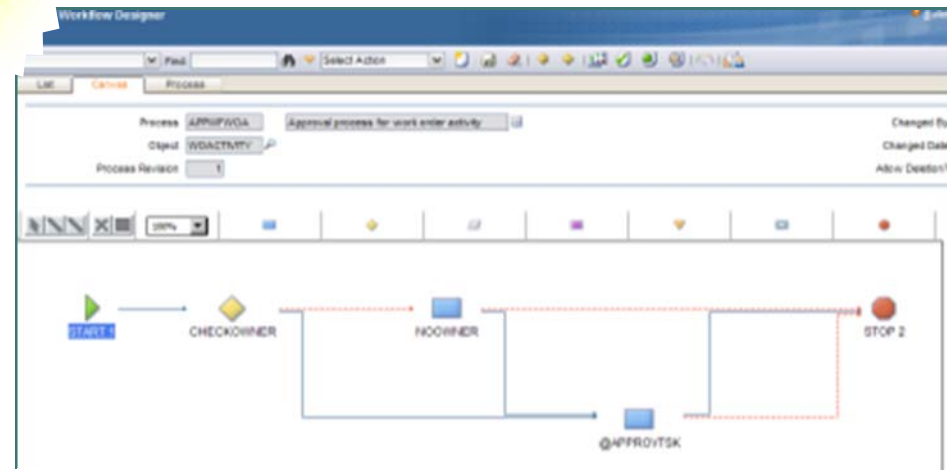 Workflow Designer
Find Select Action
List Canvas Process
Process APPWFWOA Approval process for work order activity Changed By
Object WOACTIVITY Changed Date
Process Revision 1 Allow Deletion?
100%
START 1 CHECKOWNER NOOWNER STOP 2
@APPROVTSK